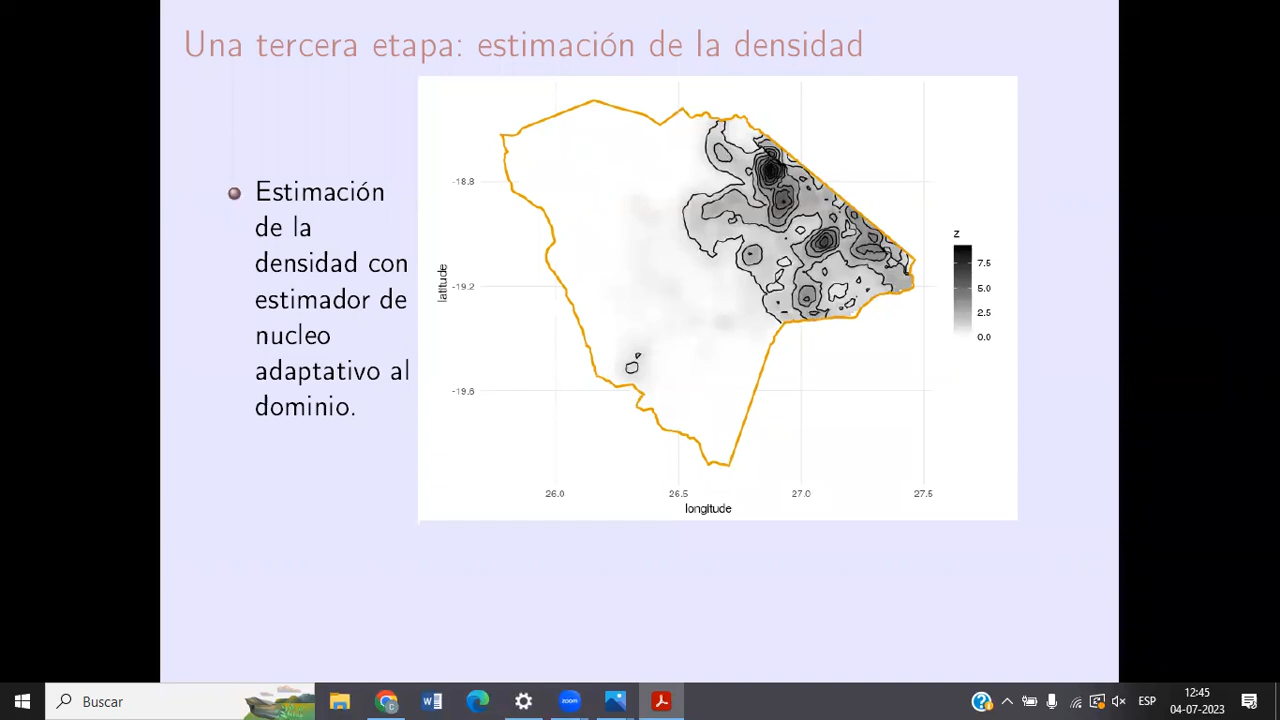 Una tercera etapa: estimación de la densidad
Estimación
de la
densidad con
estimador de
nucleo
adaptativo al
dominio.
-18.8
-19.2
-19.6
latitude
26.0
26.5
27.0
27.5
longitude
z
7.5
5.0
2.5
0.0
Buscar
zoom
ESP
12:45
04-07-2023